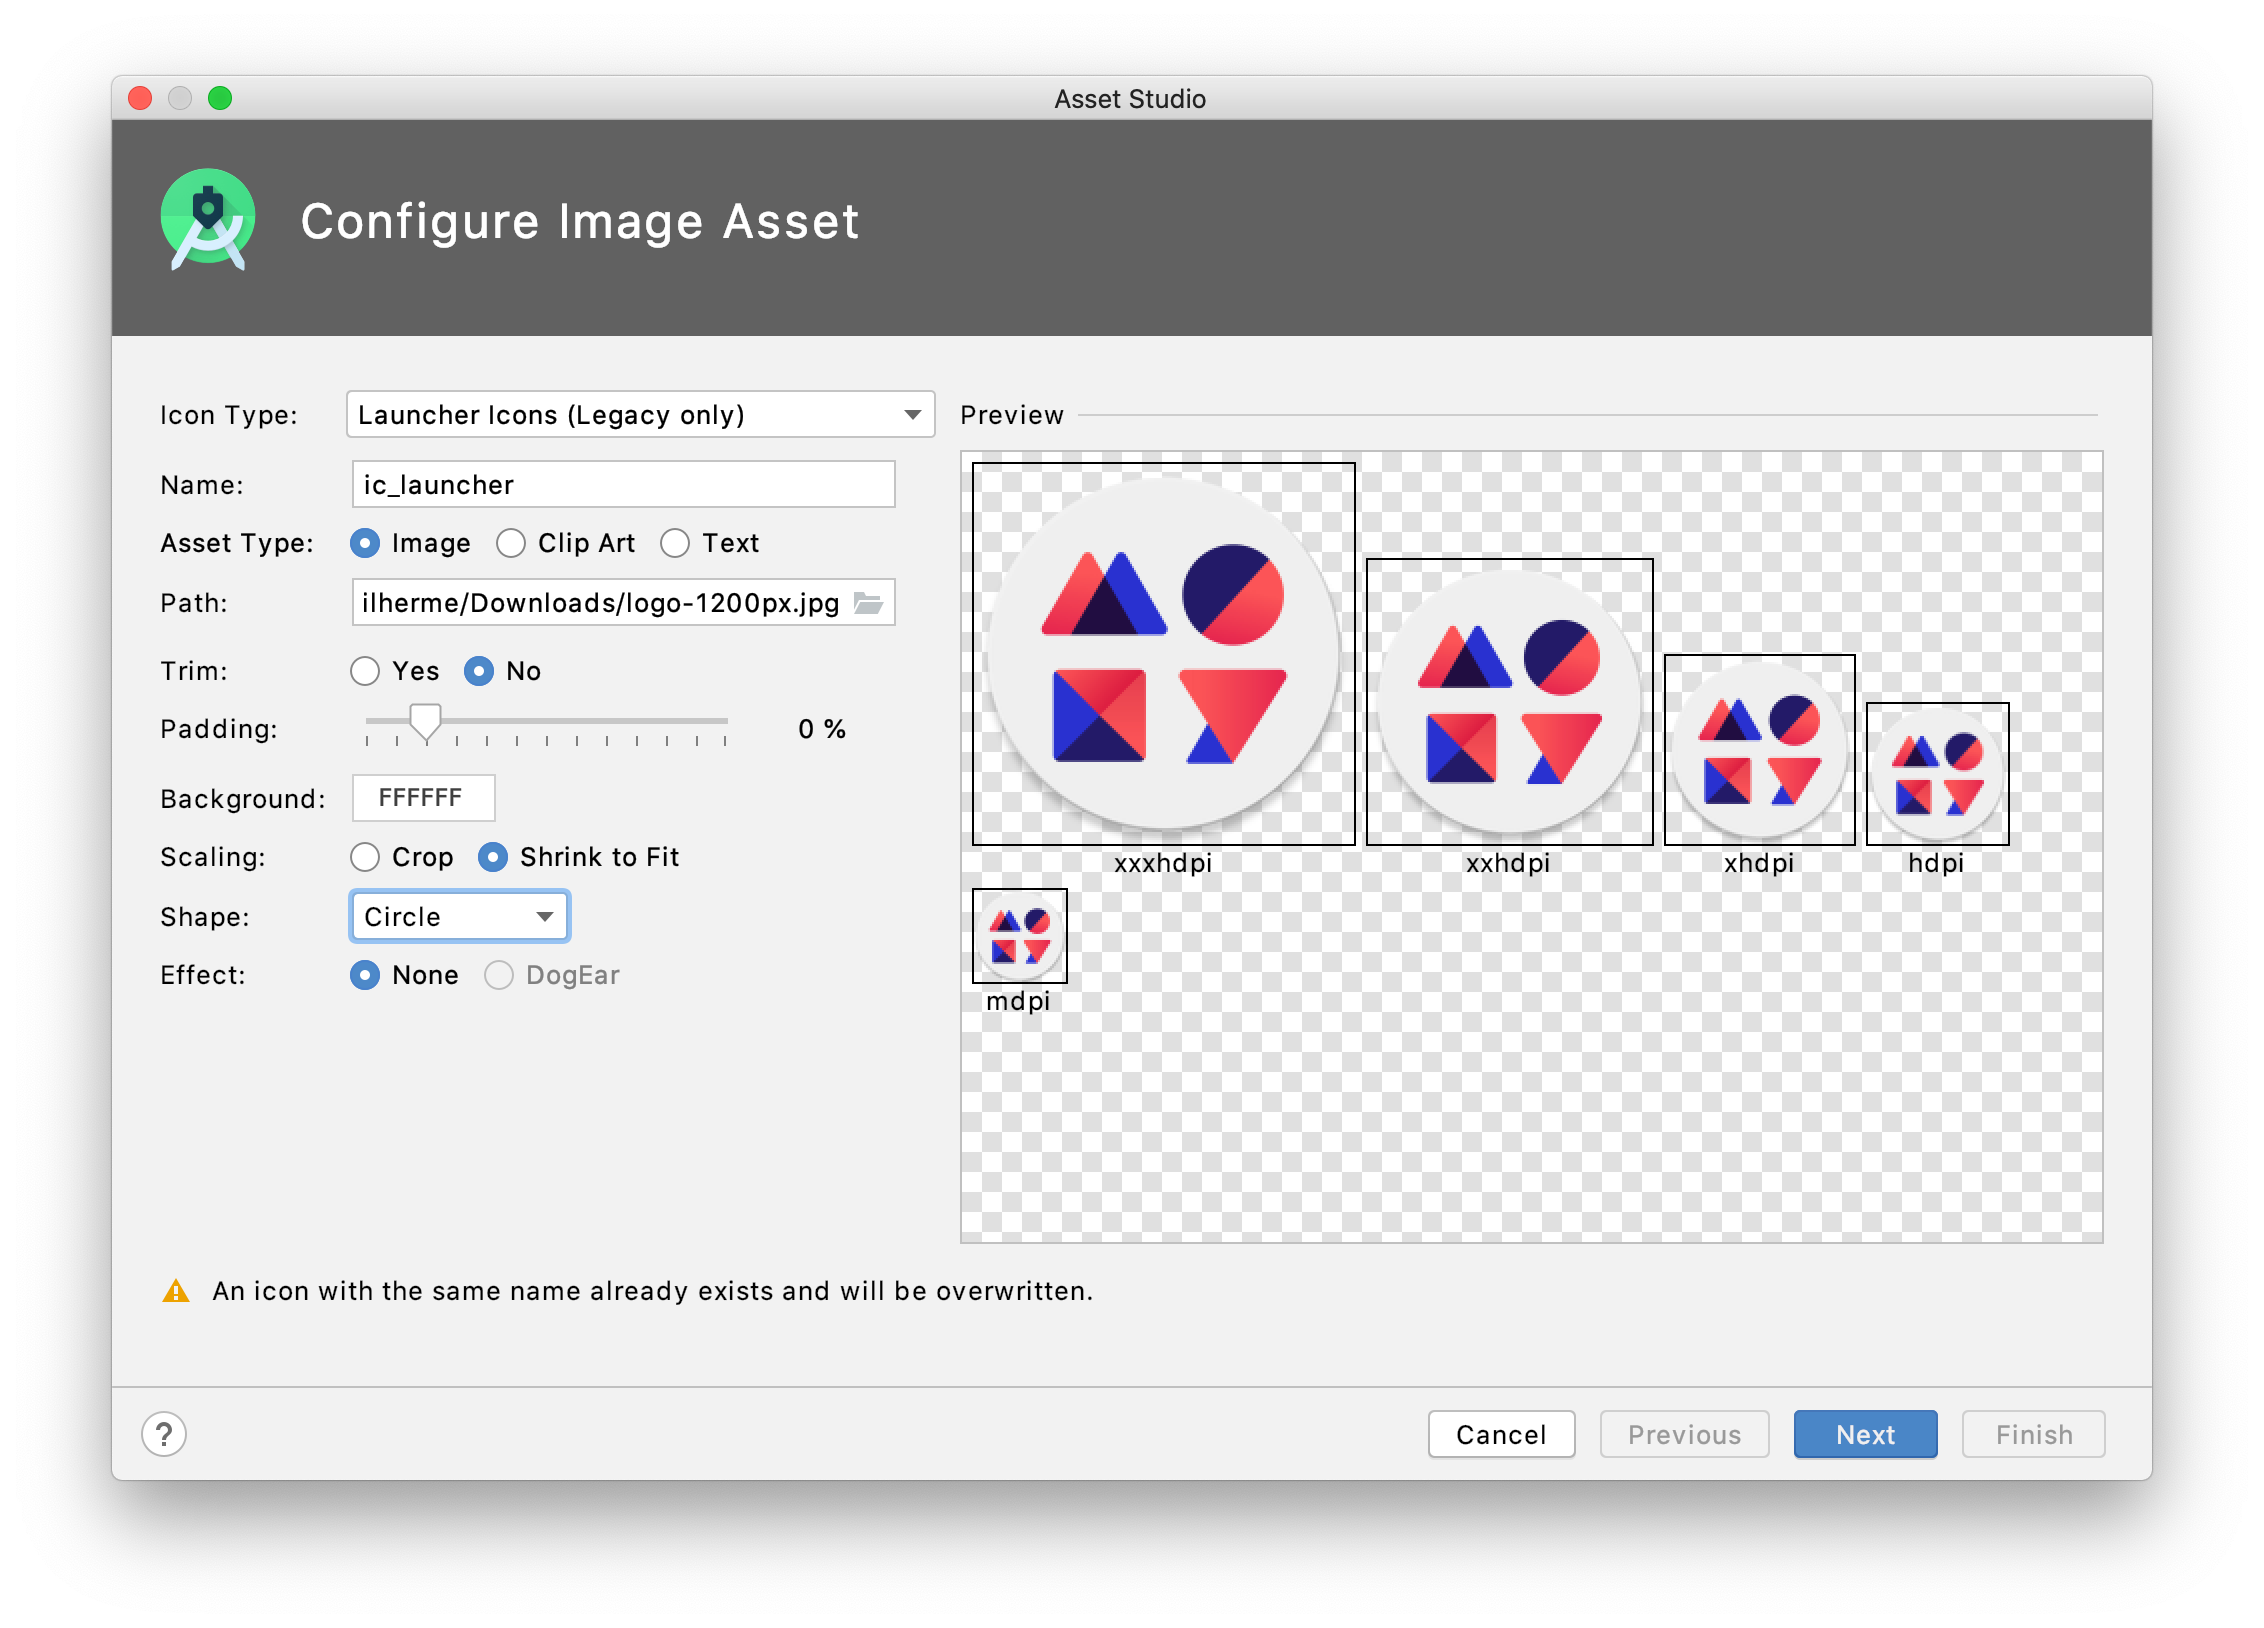 Asset Studio
Configure Image Asset
Icon Type: Launcher Icons (Legacy only)
Name: ic_launcher
Asset Type: Image Clip Art Text
Path: ilherme/Downloads/logo-1200px.jpg
Trim: Yes No
Padding: 0 %
Background: FFFFFF
Scaling: Crop Shrink to Fit
Shape: Circle
Effect: None DogEar
Preview
xxxhdpi xxhdpi xhdpi hdpi
mdpi
An icon with the same name already exists and will be overwritten.
? Cancel Previous Next Finish